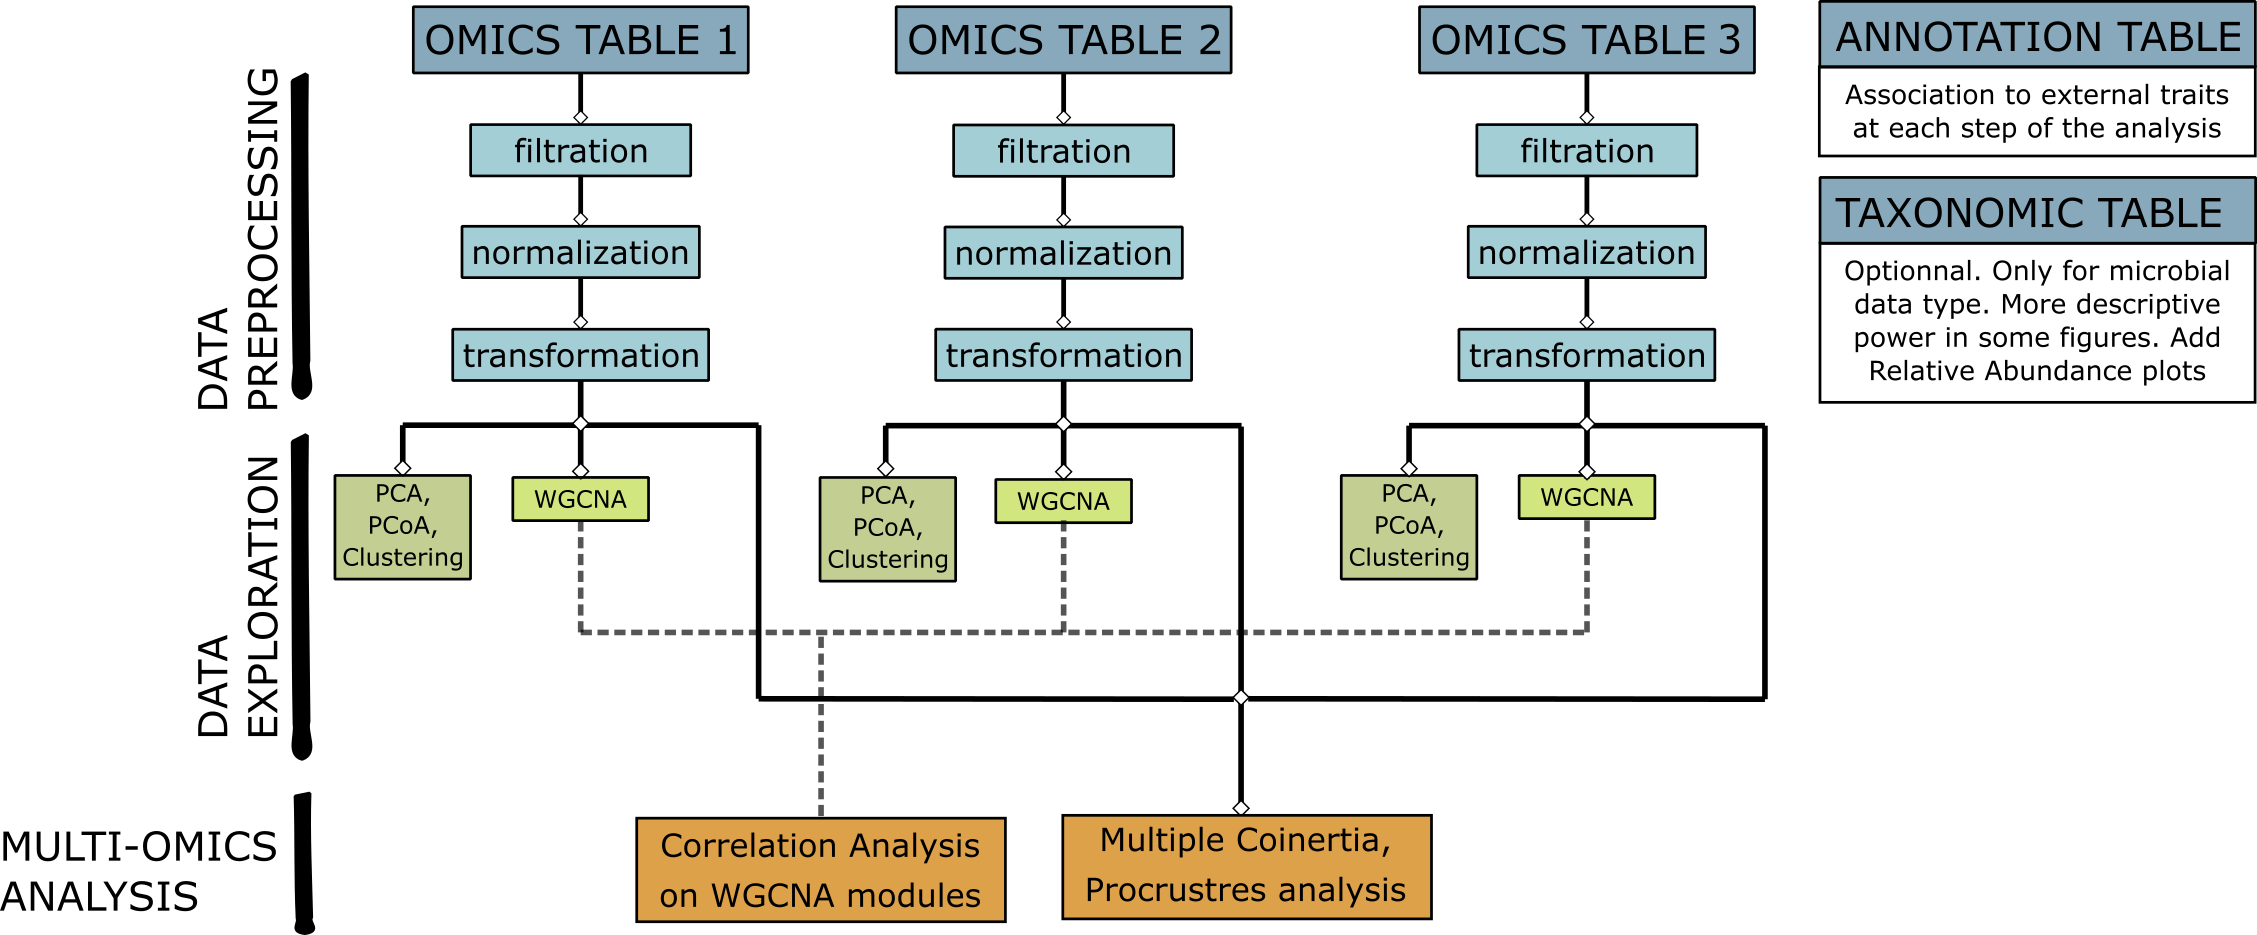 OMICS TABLE 1
OMICS TABLE 2
OMICS TABLE 3
ANNOTATION TABLE
Association to external traits
at each step of the analysis
TAXONOMIC TABLE
Optionnal. Only for microbial
data type. More descriptive
power in some figures. Add
Relative Abundance plots
DATA
PREPROCESSING
filtration
filtration
filtration
normalization
normalization
normalization
transformation
transformation
transformation
DATA
EXPLORATION
PCA,
PCoA,
Clustering
WGCNA
PCA,
PCoA,
Clustering
WGCNA
PCA,
PCoA,
Clustering
WGCNA
MULTI-OMICS
ANALYSIS
Correlation Analysis
on WGCNA modules
Multiple Coinertia,
Procrustres analysis